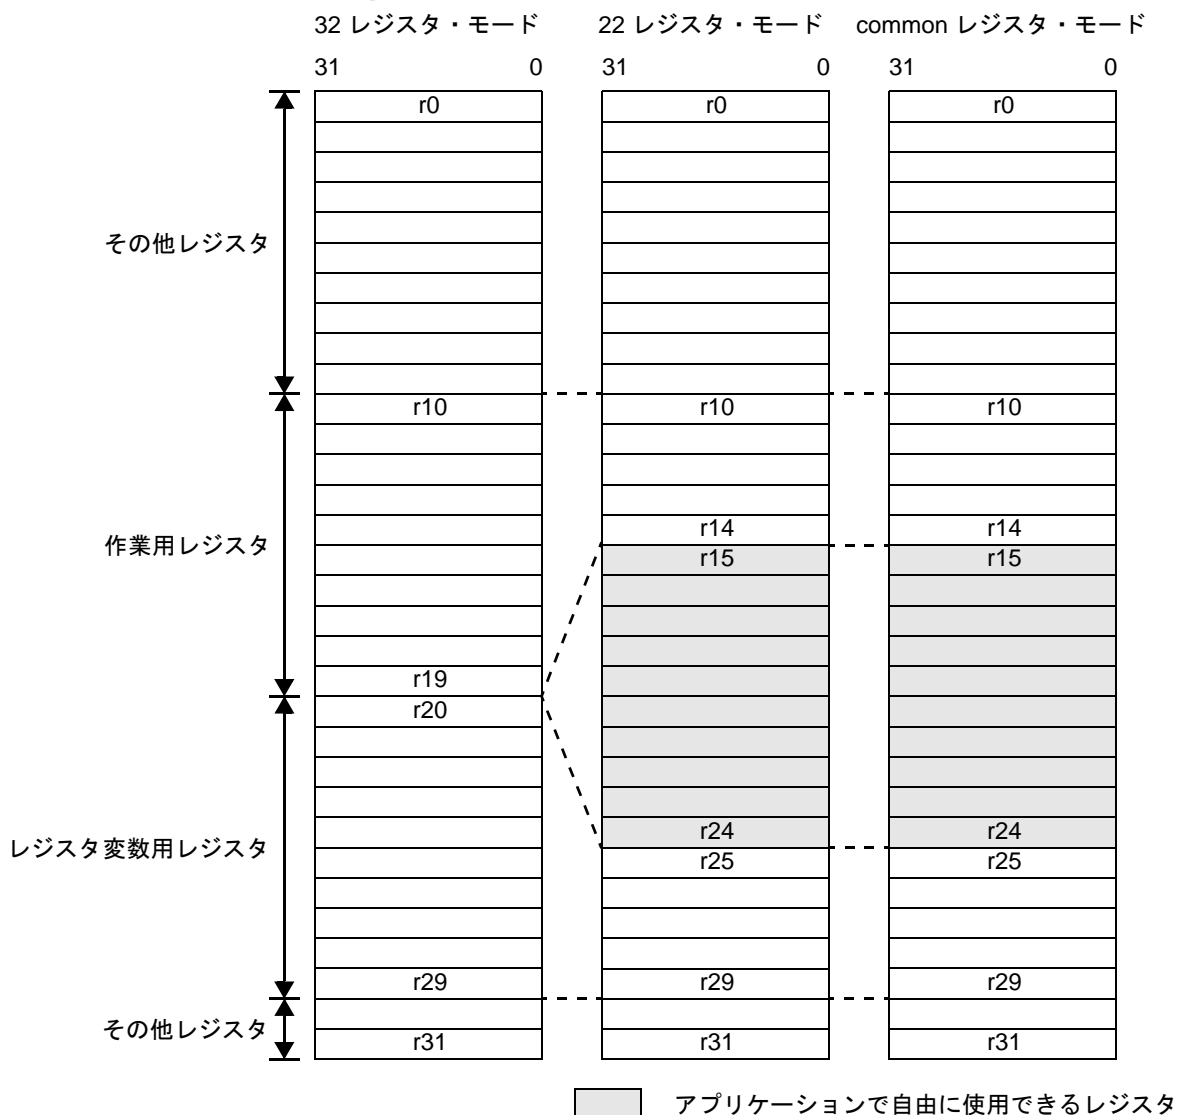 32 レジスタ・モード 22 レジスタ・モード common レジスタ・モード
31 0 31 0 31 0
r0 r0 r0
その他レジスタ
r10 r10 r10
r14 r14
作業用レジスタ
r15 r15
r19
r20
r24 r24
レジスタ変数用レジスタ
r25 r25
r29 r29 r29
その他レジスタ
r31 r31 r31
アプリケーションで自由に使用できるレジスタ